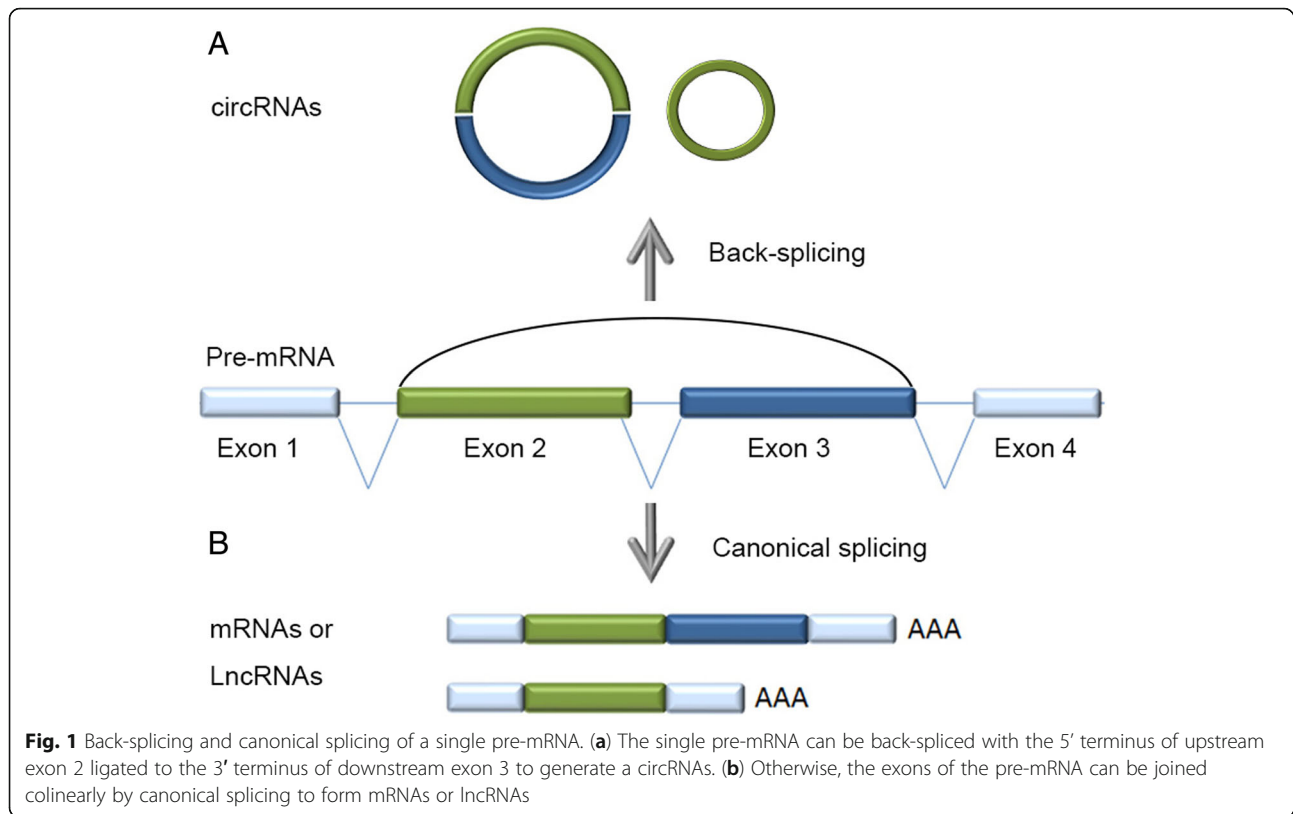 A
circRNAs
Back-splicing
Pre-mRNA
Exon 1 Exon 2 Exon 3 Exon 4
B
Canonical splicing
mRNAs or
LncRNAs
AAA
AAA
Fig. 1 Back-splicing and canonical splicing of a single pre-mRNA. (a) The single pre-mRNA can be back-spliced with the 5' terminus of upstream
exon 2 ligated to the 3' terminus of downstream exon 3 to generate a circRNAs. (b) Otherwise, the exons of the pre-mRNA can be joined
colinearly by canonical splicing to form mRNAs or lncRNAs